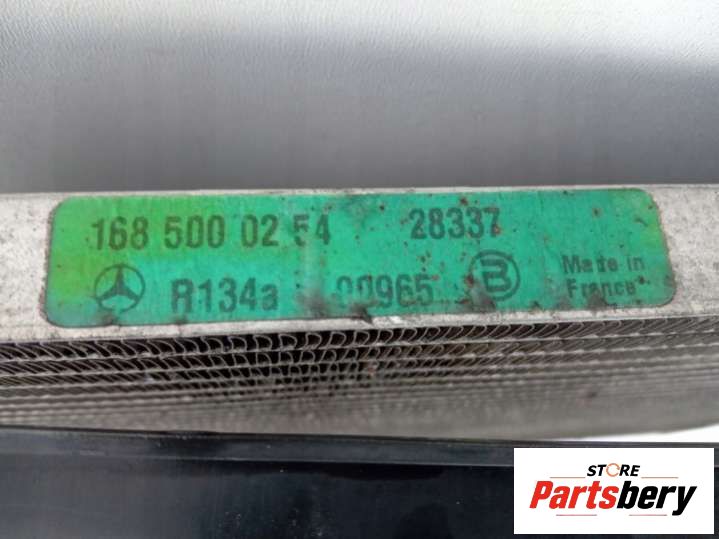 168 500 02 54 28337
R134a 00965 B Made in
France
STORE
Partsbery